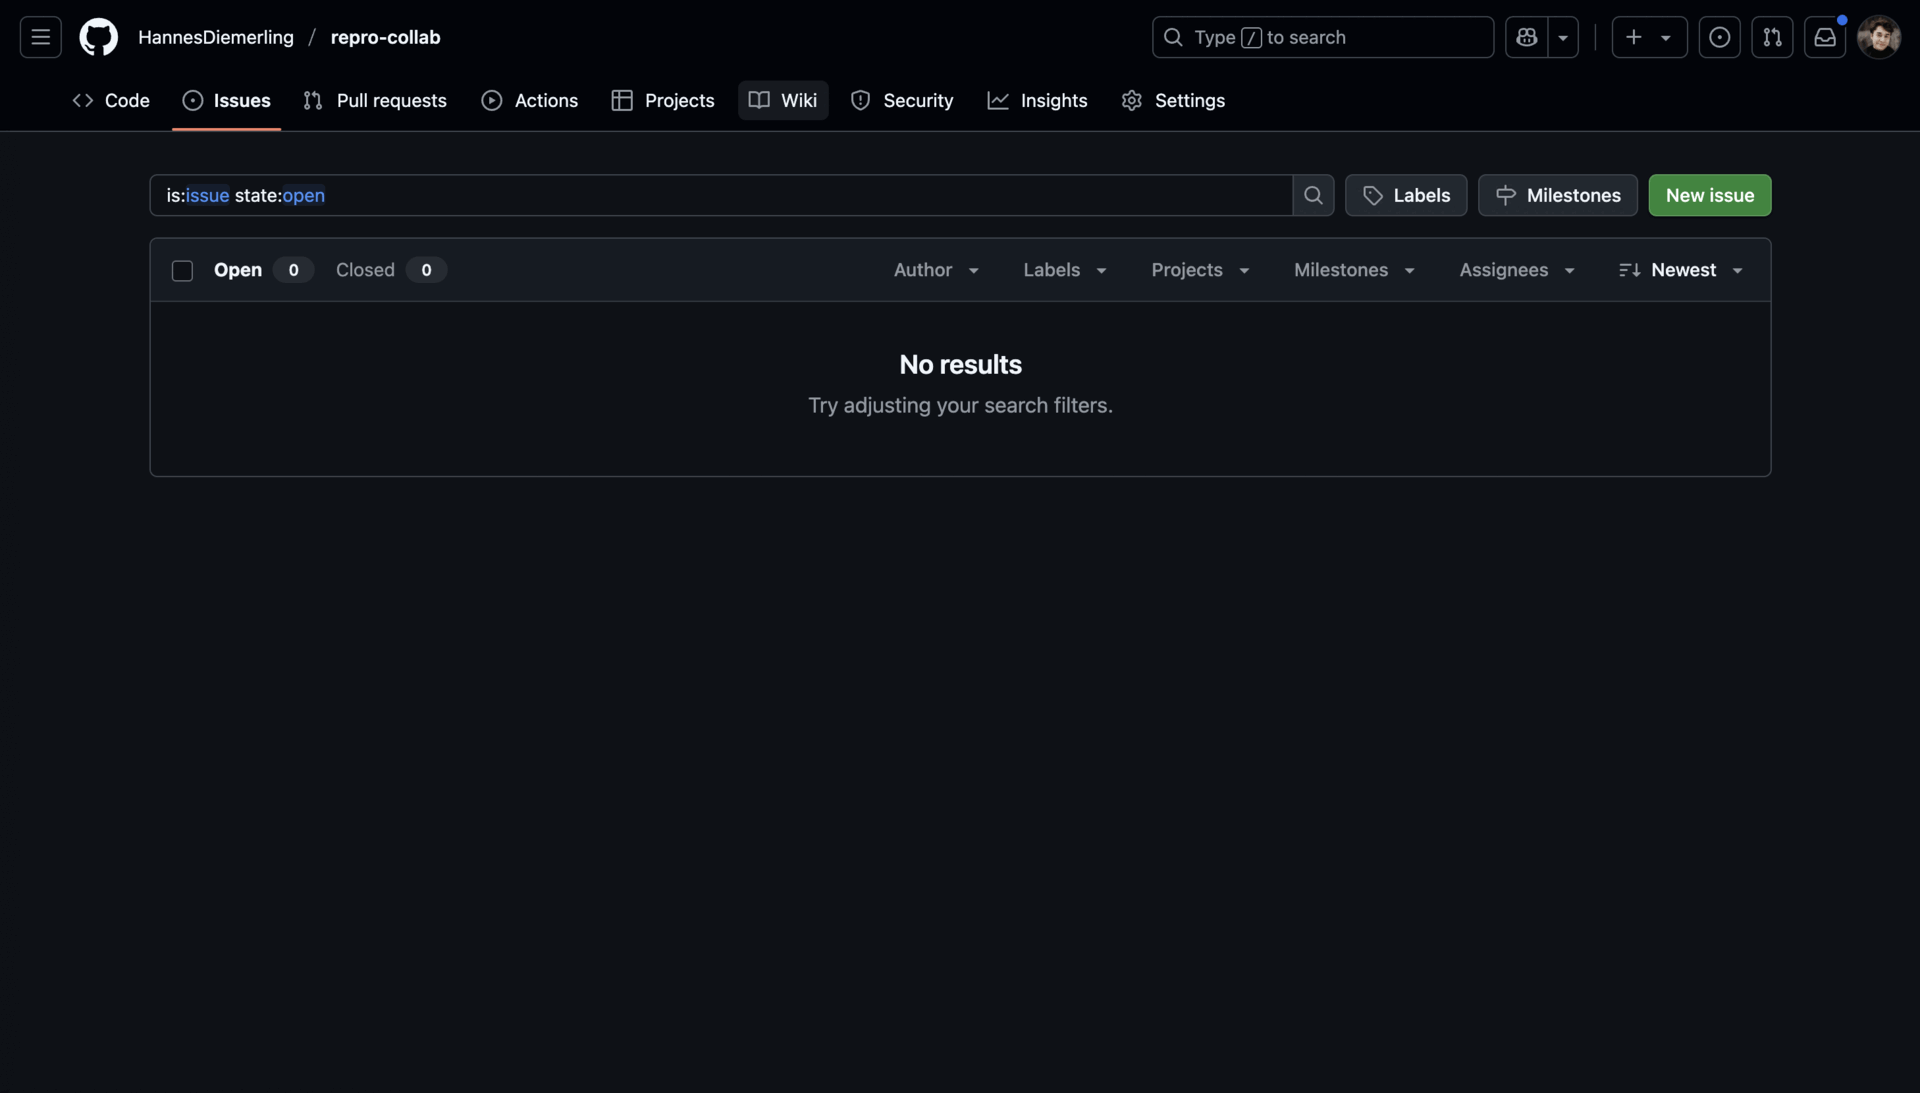 HannesDiemerling / repro-collab
Type / to search
Code Issues Pull requests Actions Projects Wiki Security Insights Settings
is:issue state:open
Labels
Milestones
New issue
Open 0 Closed 0
Author Labels Projects Milestones Assignees Newest
No results
Try adjusting your search filters.